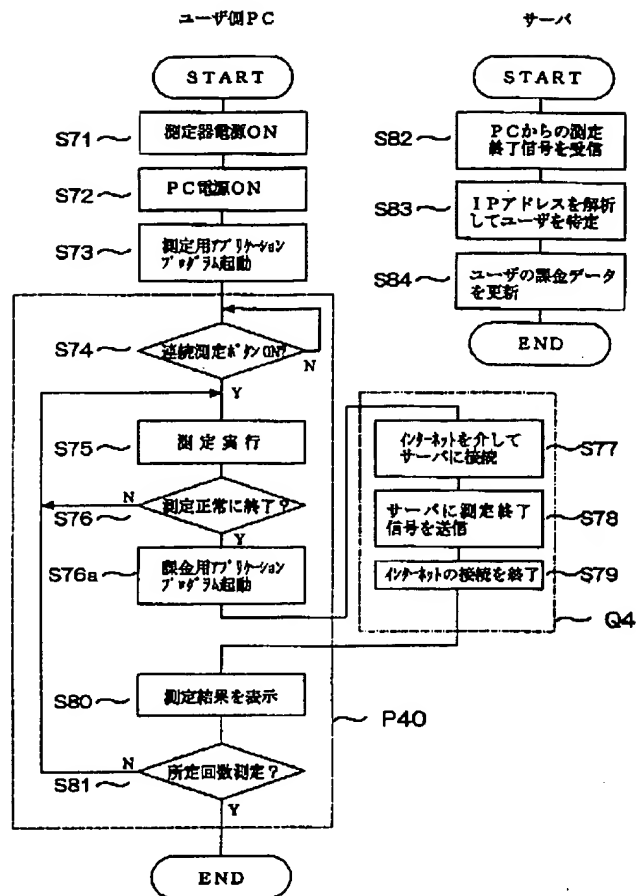 ユーザ側PC
サーバ
START
S71
測定器電源ON
S72
PC電源ON
S73
測定用アプリケーション
プログラム起動
S74
連続測定ボタンON?
N
Y
S75
測定実行
S76
測定正常に終了?
N
Y
S76a
課金用アプリケーション
プログラム起動
S80
測定結果を表示
S81
所定回数測定?
N
Y
END
P40
START
S82
PCからの測定
終了信号を受信
S83
IPアドレスを解析
してユーザを特定
S84
ユーザの課金データ
を更新
END
インターネットを介して
サーバに接続
S77
サーバに測定終了
信号を送信
S78
インターネットの接続を終了
S79
Q4